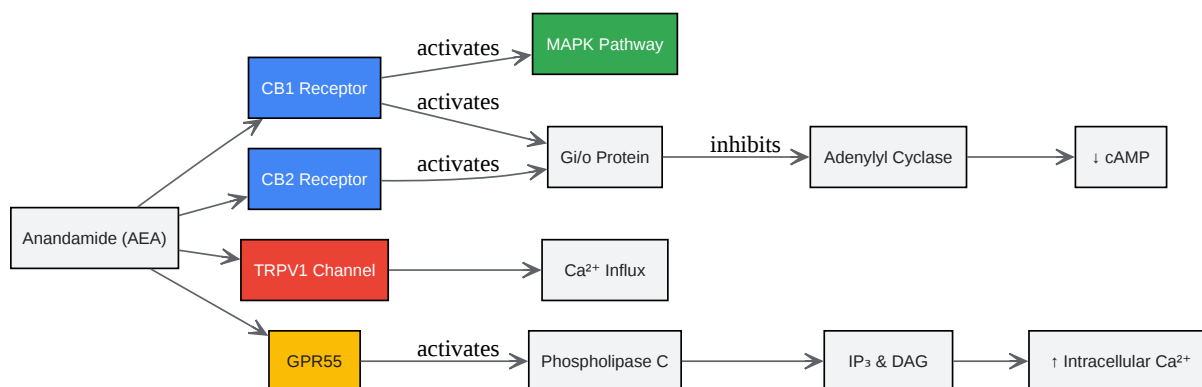 MAPK Pathway
activates
CB1 Receptor
activates
Gi/o Protein
inhibits
Adenylyl Cyclase
↓ cAMP
CB2 Receptor
activates
Anandamide (AEA)
TRPV1 Channel
Ca²⁺ Influx
GPR55
activates
Phospholipase C
IP₃ & DAG
↑ Intracellular Ca²⁺